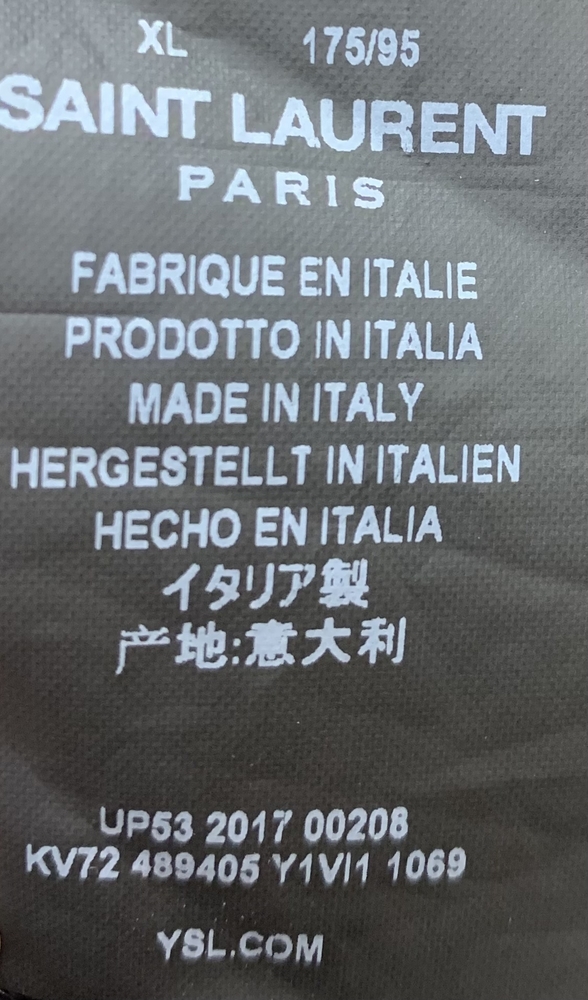 XL 175/95
SAINT LAURENT
PARIS
FABRIQUE EN ITALIE
PRODOTTO IN ITALIA
MADE IN ITALY
HERGESTELLT IN ITALIEN
HECHO EN ITALIA
イタリア製
产地:意大利
UP53 2017 00208
KV72 489405 Y1VI1 1069
YSL.COM